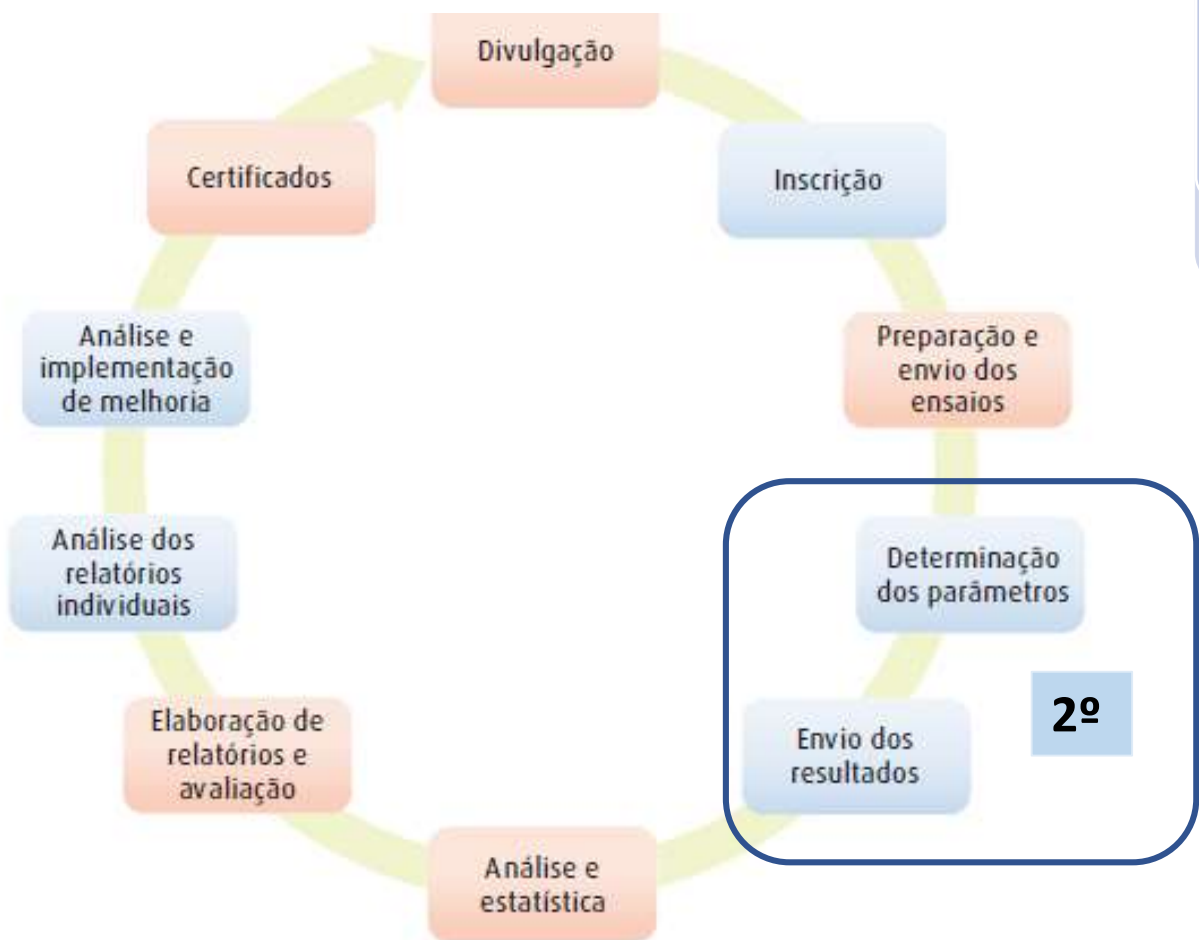 Divulgação
Inscrição
Preparação e
envio dos
ensaios
Determinação
dos parâmetros
2º
Envio dos
resultados
Análise e
estatística
Elaboração de
relatórios e
avaliação
Análise dos
relatórios
individuais
Análise e
implementação
de melhoria
Certificados